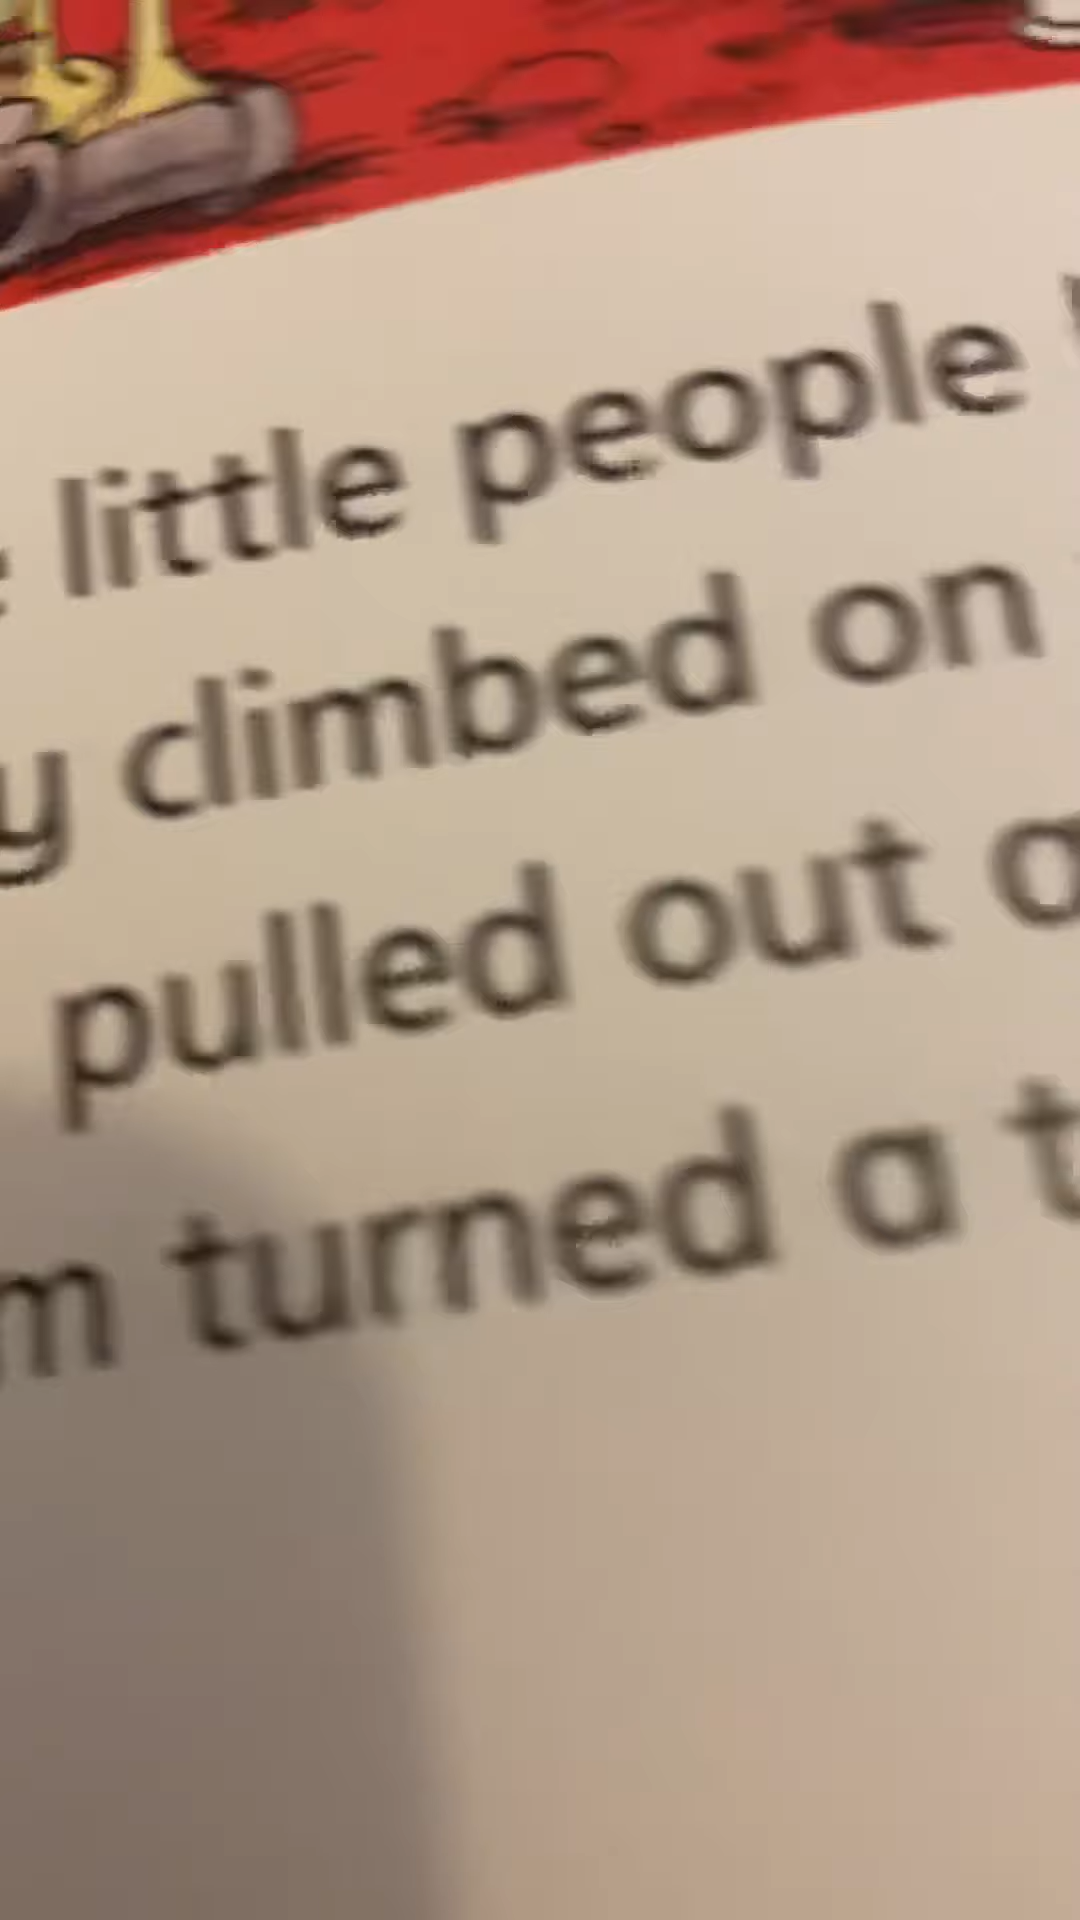 little people
climbed on
pulled out a
turned a